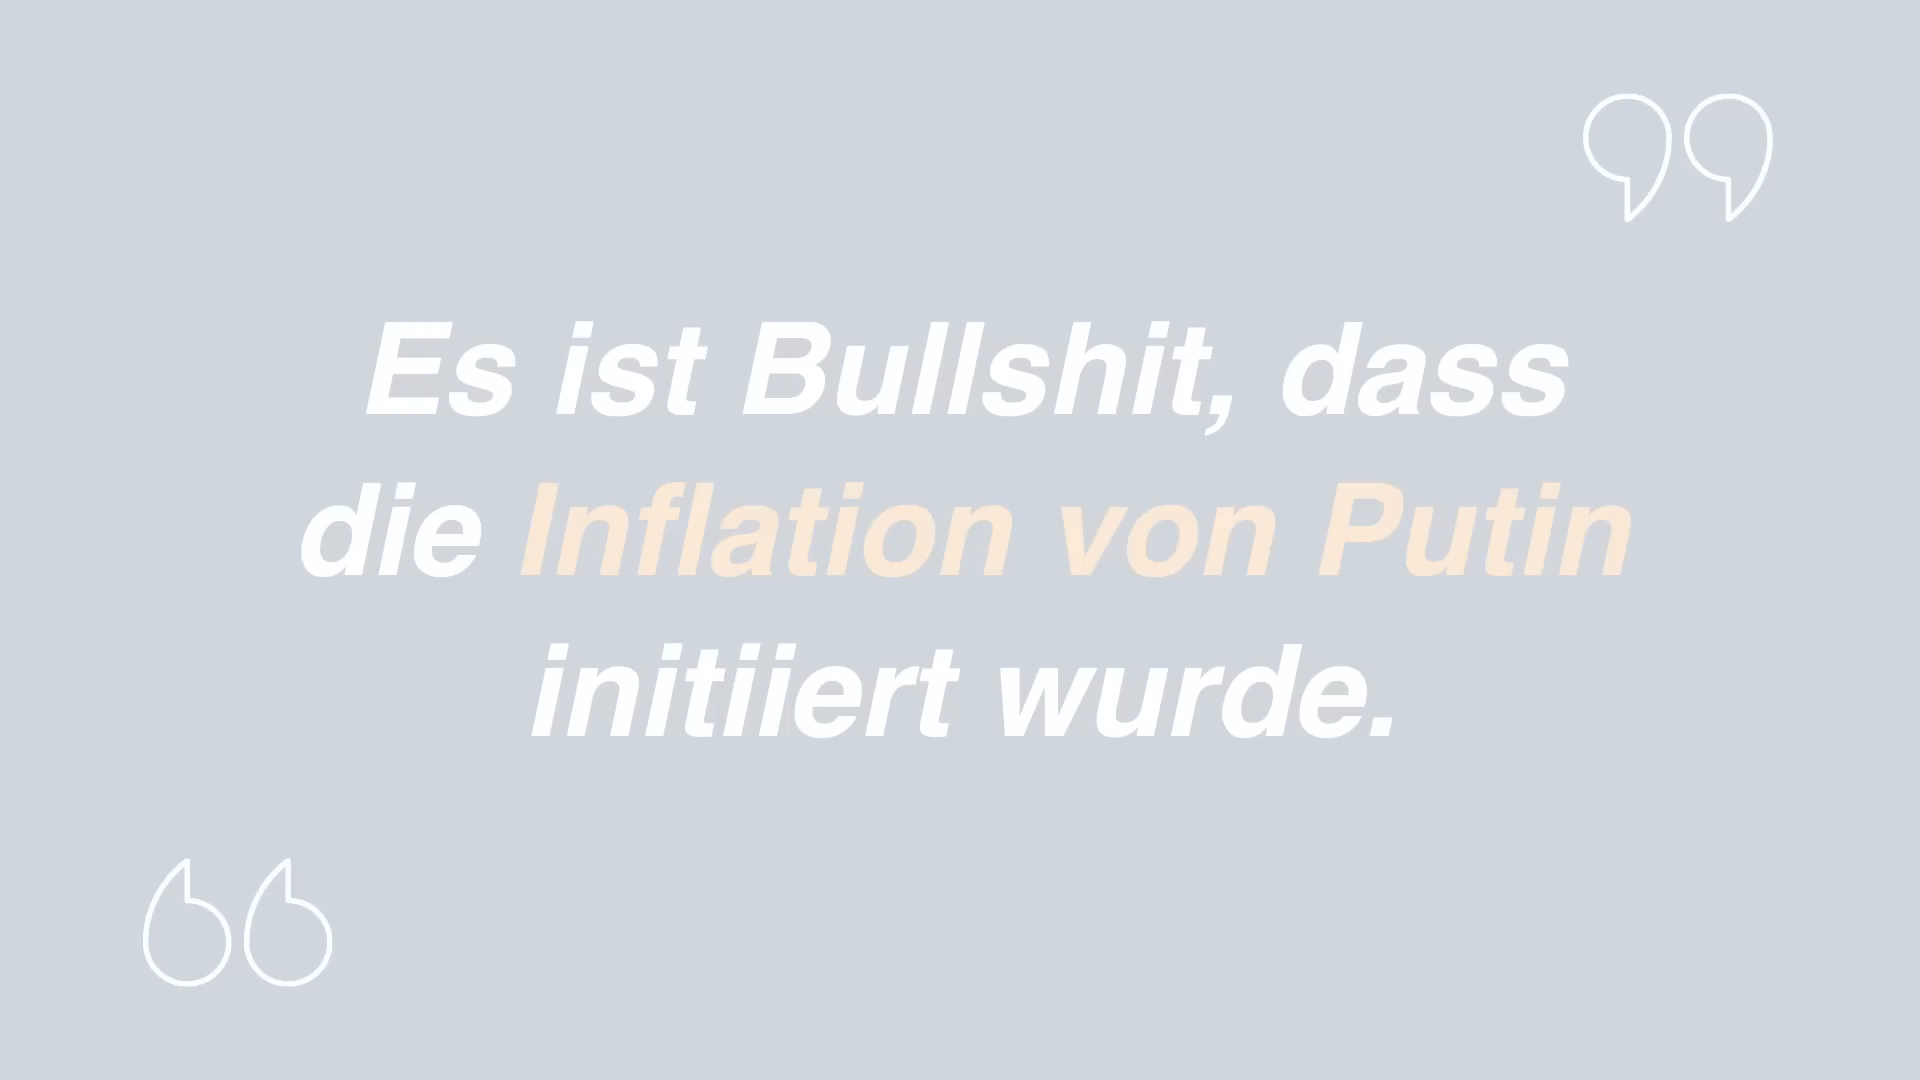 Es ist Bullshit, dass
die Inflation von Putin
initiiert wurde.